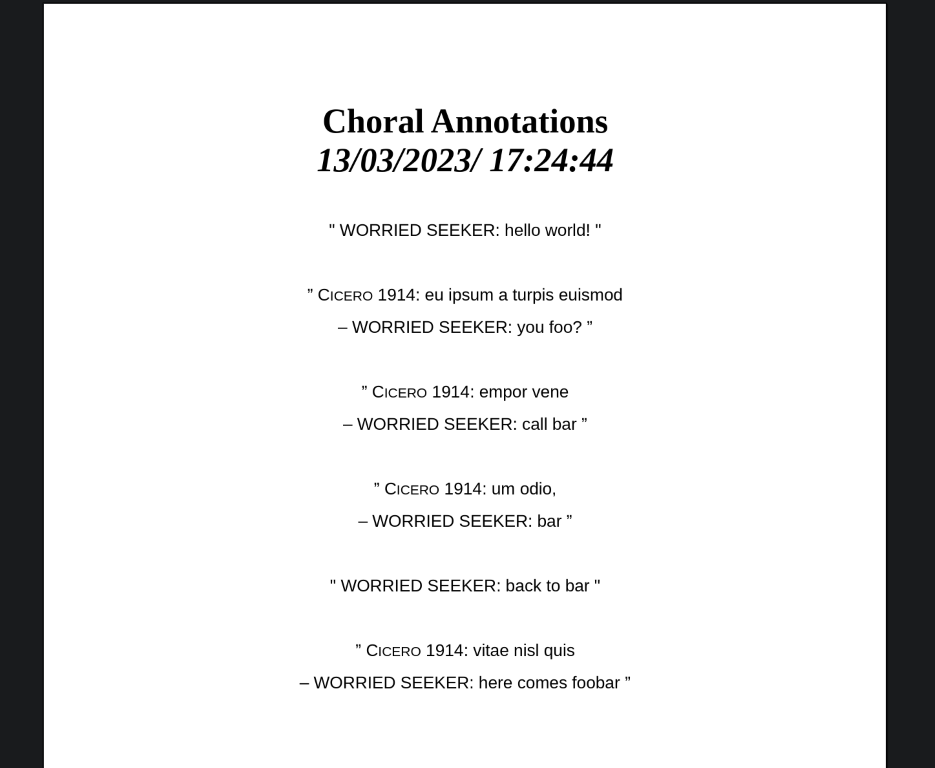 Choral Annotations
13/03/2023/ 17:24:44
" WORRIED SEEKER: hello world! "
” CICERO 1914: eu ipsum a turpis euismod
– WORRIED SEEKER: you foo? ”
” CICERO 1914: empor vene
– WORRIED SEEKER: call bar ”
” CICERO 1914: um odio,
– WORRIED SEEKER: bar ”
" WORRIED SEEKER: back to bar "
” CICERO 1914: vitae nisl quis
– WORRIED SEEKER: here comes foobar ”